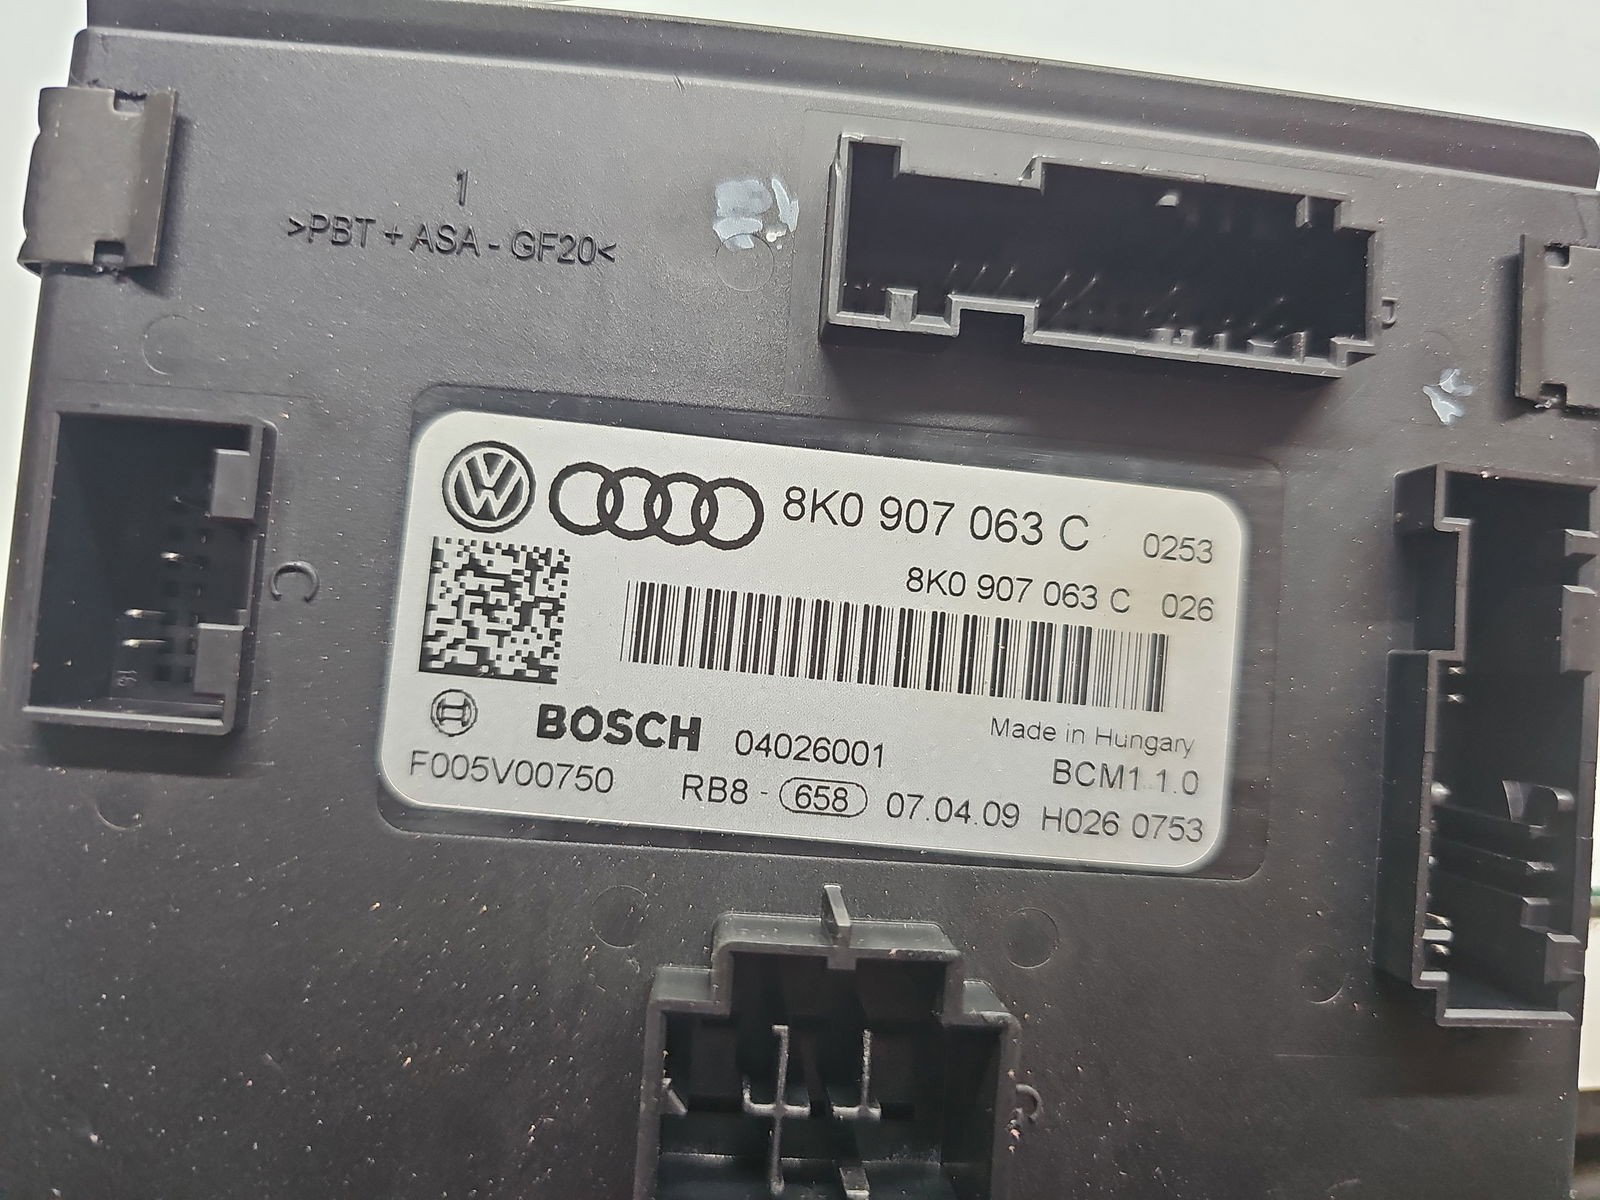 1
>PBT + ASA - GF20<
C
8K0 907 063 C 0253
8K0 907 063 C 026
BOSCH 04026001
Made in Hungary
F005V00750
BCM1 1.0
RB8 - 658 07.04.09 H026 0753